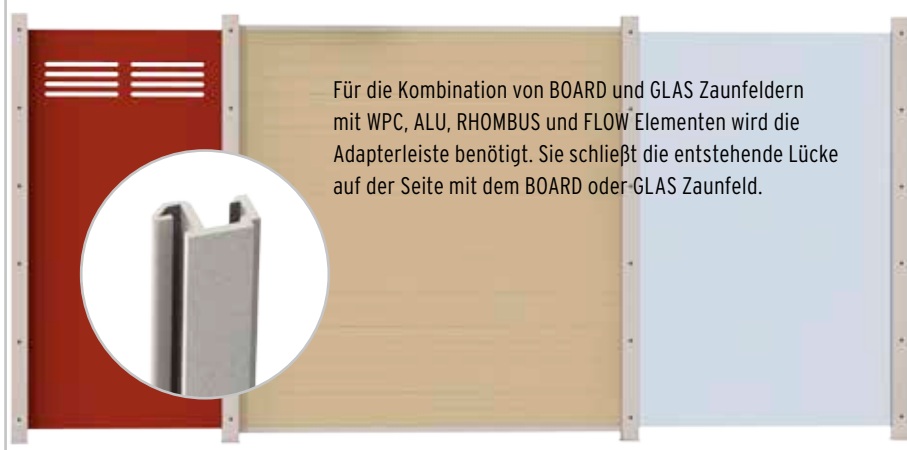 Für die Kombination von BOARD und GLAS Zaunfeldern
mit WPC, ALU, RHOMBUS und FLOW Elementen wird die
Adapterleiste benötigt. Sie schließt die entstehende Lücke
auf der Seite mit dem BOARD oder GLAS Zaunfeld.